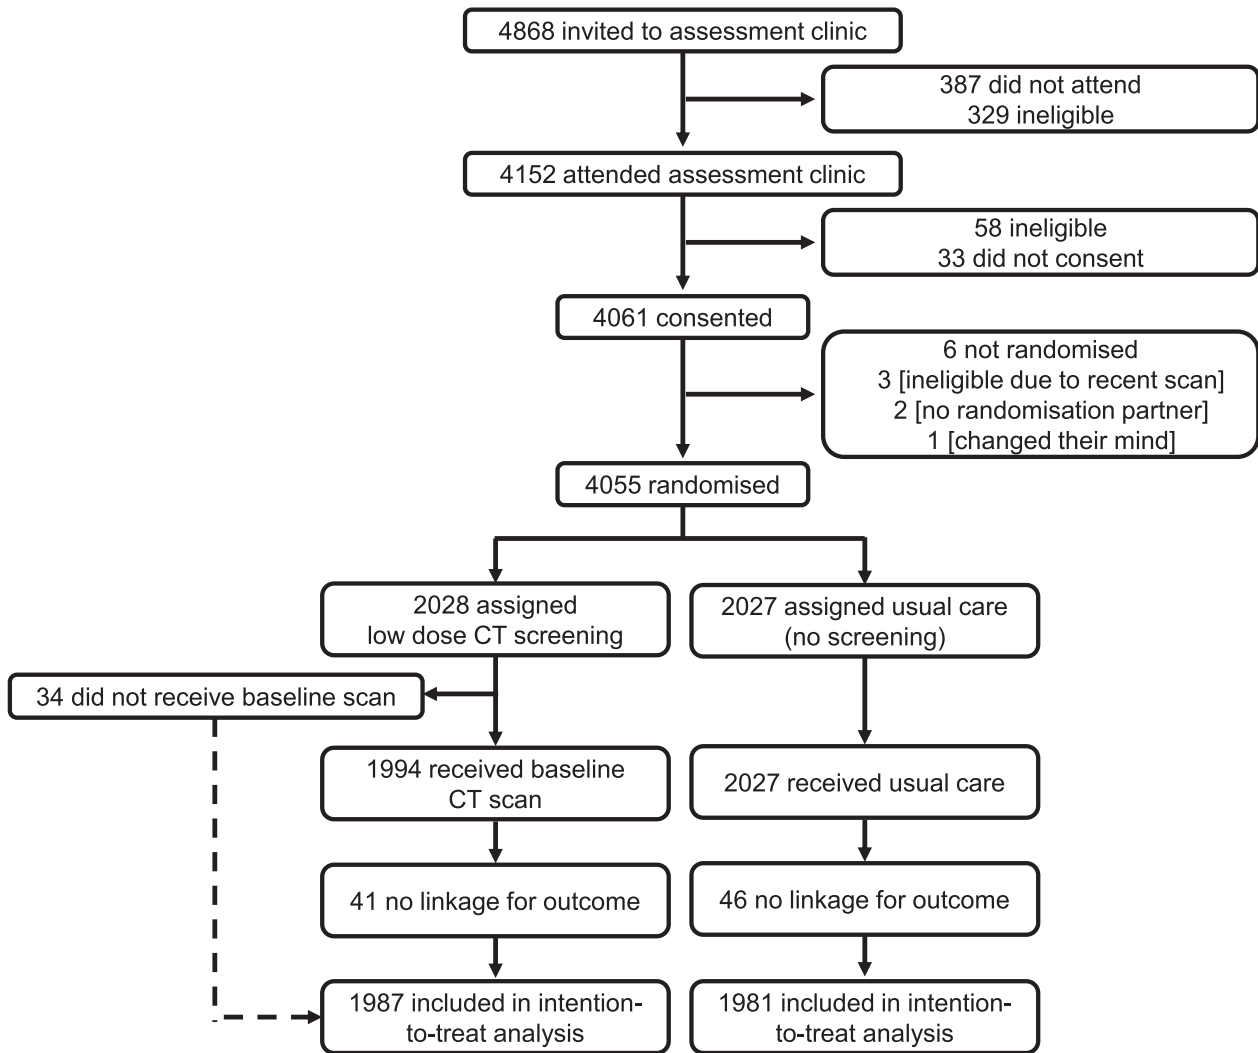 4868 invited to assessment clinic
387 did not attend
329 ineligible
4152 attended assessment clinic
58 ineligible
33 did not consent
4061 consented
6 not randomised
3 [ineligible due to recent scan]
2 [no randomisation partner]
1 [changed their mind]
4055 randomised
2028 assigned
low dose CT screening
2027 assigned usual care
(no screening)
34 did not receive baseline scan
1994 received baseline
CT scan
2027 received usual care
41 no linkage for outcome
46 no linkage for outcome
1987 included in intention-
to-treat analysis
1981 included in intention-
to-treat analysis